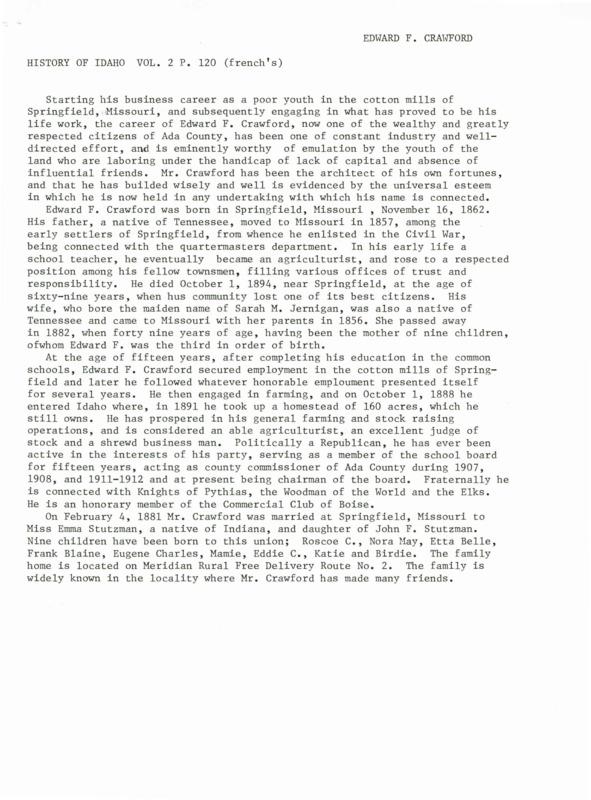 EDWARD F. CRAWFORD
HISTORY OF IDAHO VOL. 2 P. 120 (french's)
Starting his business career as a poor youth in the cotton mills of
Springfield, Missouri, and subsequently engaging in what has proved to be his
life work, the career of Edward F. Crawford, now one of the wealthy and greatly
respected citizens of Ada County, has been one of constant industry and well-
directed effort, and is eminently worthy of emulation by the youth of the
land who are laboring under the handicap of lack of capital and absence of
influential friends. Mr. Crawford has been the architect of his own fortunes,
and that he has builded wisely and well is evidenced by the universal esteem
in which he is now held in any undertaking with which his name is connected.
Edward F. Crawford was born in Springfield, Missouri , November 16, 1862.
His father, a native of Tennessee, moved to Missouri in 1857, among the
early settlers of Springfield, from whence he enlisted in the Civil War,
being connected with the quartermasters department. In his early life a
school teacher, he eventually became an agriculturist, and rose to a respected
position among his fellow townsmen, filling various offices of trust and
responsibility. He died October 1, 1894, near Springfield, at the age of
sixty-nine years, when hus community lost one of its best citizens. His
wife, who bore the maiden name of Sarah M. Jernigan, was also a native of
Tennessee and came to Missouri with her parents in 1856. She passed away
in 1882, when forty nine years of age, having been the mother of nine children,
ofwhom Edward F. was the third in order of birth.
At the age of fifteen years, after completing his education in the common
schools, Edward F. Crawford secured employment in the cotton mills of Spring-
field and later he followed whatever honorable emploument presented itself
for several years. He then engaged in farming, and on October 1, 1888 he
entered Idaho where, in 1891 he took up a homestead of 160 acres, which he
still owns. He has prospered in his general farming and stock raising
operations, and is considered an able agriculturist, an excellent judge of
stock and a shrewd business man. Politically a Republican, he has ever been
active in the interests of his party, serving as a member of the school board
for fifteen years, acting as county commissioner of Ada County during 1907,
1908, and 1911-1912 and at present being chairman of the board. Fraternally he
is connected with Knights of Pythias, the Woodman of the World and the Elks.
He is an honorary member of the Commercial Club of Boise.
On February 4, 1881 Mr. Crawford was married at Springfield, Missouri to
Miss Emma Stutzman, a native of Indiana, and daughter of John F. Stutzman.
Nine children have been born to this union; Roscoe C., Nora May, Etta Belle,
Frank Blaine, Eugene Charles, Mamie, Eddie C., Katie and Birdie. The family
home is located on Meridian Rural Free Delivery Route No. 2. The family is
widely known in the locality where Mr. Crawford has made many friends.